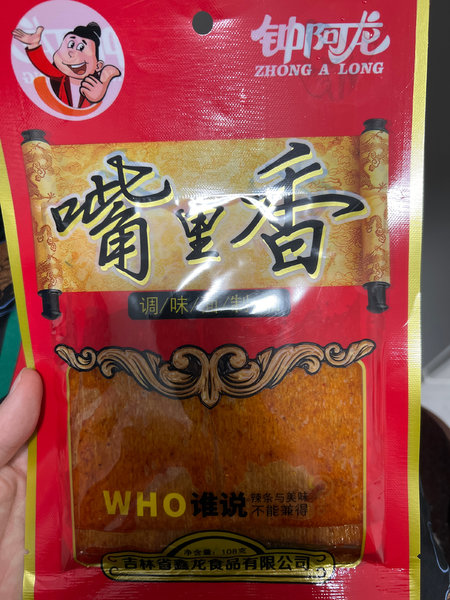 钟阿龙
ZHONG A LONG
嘴里香
调/味面制品
WHO谁说
辣条与美味
不能兼得
净含量：108克
吉林省鑫龙食品有限公司